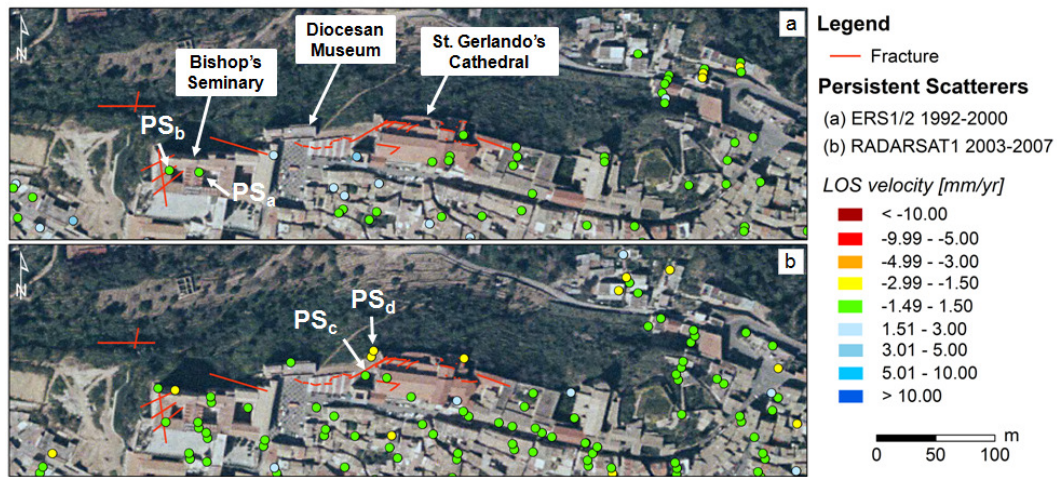 a
Diocesan
Museum
St. Gerlando's
Cathedral
Bishop's
Seminary
PSb
PSa
N
b
PSd
PSc
N
Legend
Fracture
Persistent Scatterers
(a) ERS1/2 1992-2000
(b) RADARSAT1 2003-2007
LOS velocity [mm/yr]
< -10.00
-9.99 - -5.00
-4.99 - -3.00
-2.99 - -1.50
-1.49 - 1.50
1.51 - 3.00
3.01 - 5.00
5.01 - 10.00
> 10.00
m
0 50 100